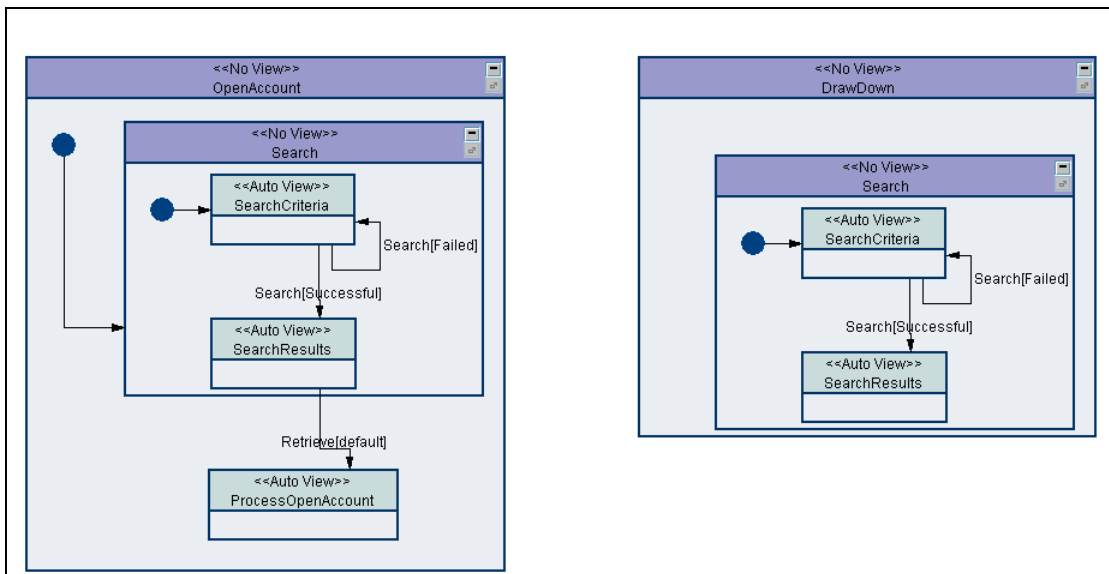 <<No View>>
OpenAccount
<<No View>>
Search
<<Auto View>>
SearchCriteria
Search[Failed]
Search[Successful]
<<Auto View>>
SearchResults
Retrieve[default]
<<Auto View>>
ProcessOpenAccount
<<No View>>
DrawDown
<<No View>>
Search
<<Auto View>>
SearchCriteria
Search[Failed]
Search[Successful]
<<Auto View>>
SearchResults